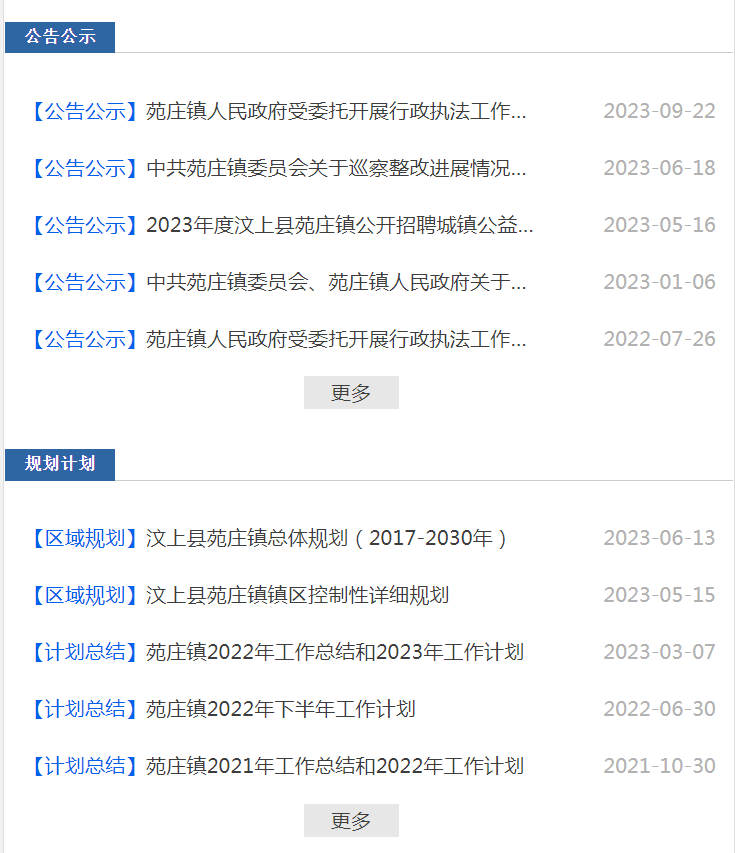 公告公示
【公告公示】苑庄镇人民政府受委托开展行政执法工作... 2023-09-22
【公告公示】中共苑庄镇委员会关于巡察整改进展情况... 2023-06-18
【公告公示】2023年度汶上县苑庄镇公开招聘城镇公益... 2023-05-16
【公告公示】中共苑庄镇委员会、苑庄镇人民政府关于... 2023-01-06
【公告公示】苑庄镇人民政府受委托开展行政执法工作... 2022-07-26
更多
规划计划
【区域规划】汶上县苑庄镇总体规划（2017-2030年） 2023-06-13
【区域规划】汶上县苑庄镇镇区控制性详细规划 2023-05-15
【计划总结】苑庄镇2022年工作总结和2023年工作计划 2023-03-07
【计划总结】苑庄镇2022年下半年工作计划 2022-06-30
【计划总结】苑庄镇2021年工作总结和2022年工作计划 2021-10-30
更多